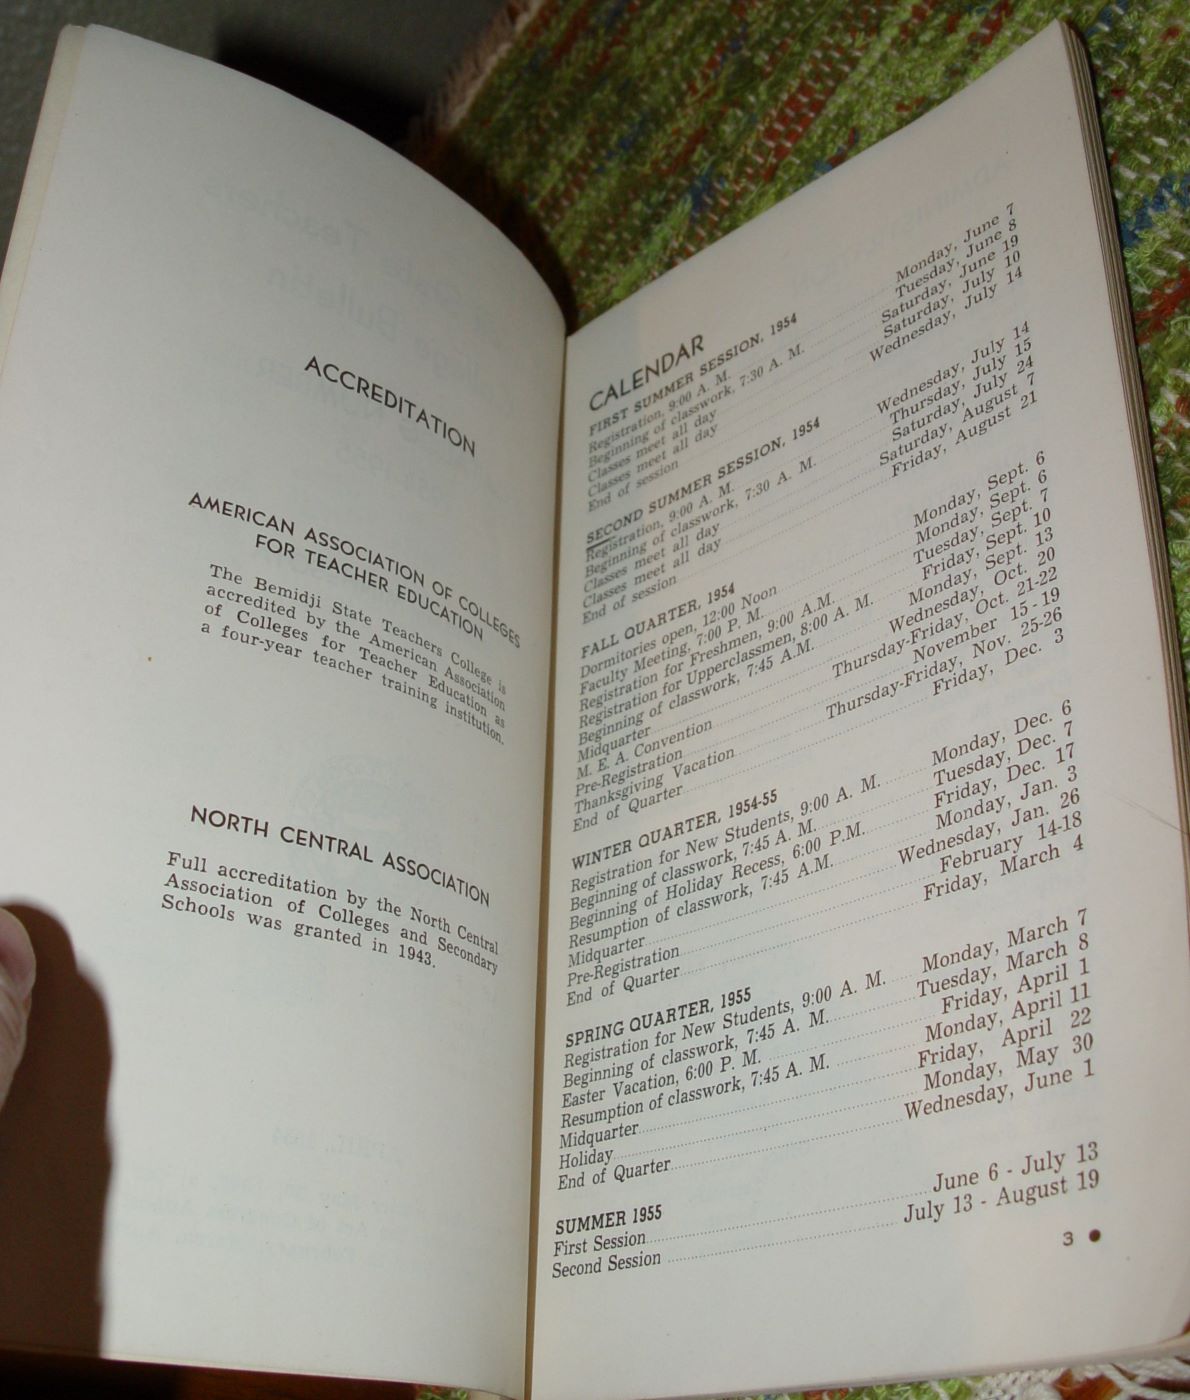 ACCREDITATION
AMERICAN ASSOCIATION OF COLLEGES
FOR TEACHER EDUCATION
The Bemidji State Teachers College is
accredited by the American Association
of Colleges for Teacher Education as
a four-year teacher training institution.
NORTH CENTRAL ASSOCIATION
Full accreditation by the North Central
Association of Colleges and Secondary
Schools was granted in 1943.
CALENDAR
FIRST SUMMER SESSION, 1954
Registration, 9:00 A. M. Monday, June 7
Beginning of classwork, 7:30 A. M. Tuesday, June 8
Classes meet all day Saturday, June 19
Classes meet all day Saturday, July 10
End of session Wednesday, July 14
SECOND SUMMER SESSION, 1954
Registration, 9:00 A. M. Wednesday, July 14
Beginning of classwork, 7:30 A. M. Thursday, July 15
Classes meet all day Saturday, July 24
Classes meet all day Saturday, August 7
End of session Friday, August 21
FALL QUARTER, 1954
Dormitories open, 12:00 Noon Monday, Sept. 6
Faculty Meeting, 7:00 P. M. Monday, Sept. 6
Registration for Freshmen, 9:00 A.M. Tuesday, Sept. 7
Registration for Upperclassmen, 8:00 A. M. Friday, Sept. 10
Beginning of classwork, 7:45 A.M. Monday, Sept. 13
Midquarter Wednesday, Oct. 20
M. E. A. Convention Thursday-Friday, Oct. 21-22
Pre-Registration November 15 - 19
Thanksgiving Vacation Thursday-Friday, Nov. 25-26
End of Quarter Friday, Dec. 3
WINTER QUARTER, 1954-55
Registration for New Students, 9:00 A. M. Monday, Dec. 6
Beginning of classwork, 7:45 A. M. Tuesday, Dec. 7
Beginning of Holiday Recess, 6:00 P.M. Friday, Dec. 17
Resumption of classwork, 7:45 A.M. Monday, Jan. 3
Midquarter Wednesday, Jan. 26
Pre-Registration February 14-18
End of Quarter Friday, March 4
SPRING QUARTER, 1955
Registration for New Students, 9:00 A. M. Monday, March 7
Beginning of classwork, 7:45 A. M. Tuesday, March 8
Easter Vacation, 6:00 P. M. Friday, April 1
Resumption of classwork, 7:45 A. M. Monday, April 11
Midquarter Friday, April 22
Holiday Monday, May 30
End of Quarter Wednesday, June 1
SUMMER 1955
First Session June 6 - July 13
Second Session July 13 - August 19
3 ●